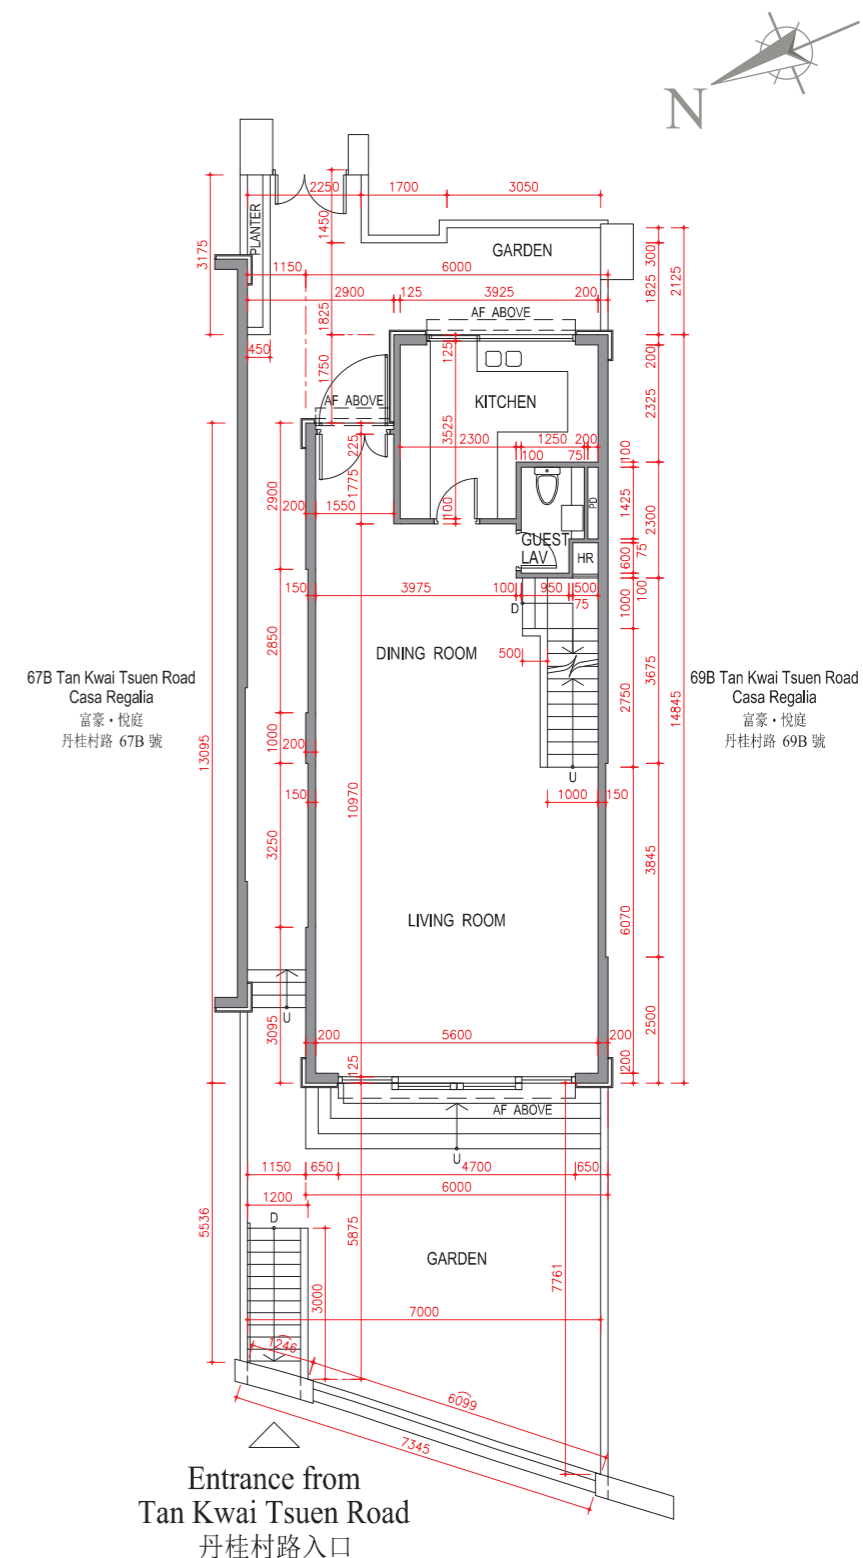 N
2250
1700
3050
PLANTER
1450
3175
GARDEN
300
1825
2125
1150
6000
2900
125
3925
200
AF ABOVE
1825
450
125
200
1750
2325
AF ABOVE
KITCHEN
3525
2300
1250
200
225
100
75
100
1775
2900
1425
2300
PD
200
1550
100
GUEST
LAV
HR
600
75
150
3975
100
950
500
75
100
D
1000
2850
DINING ROOM
500
3675
67B Tan Kwai Tsuen Road
Casa Regalia
富豪・悅庭
丹桂村路 67B 號
69B Tan Kwai Tsuen Road
Casa Regalia
富豪・悅庭
丹桂村路 69B 號
2750
14845
13095
1000
200
U
150
10970
1000
150
3250
3845
LIVING ROOM
6070
U
3095
2500
200
5600
200
125
200
AF ABOVE
U
1150
650
4700
650
6000
1200
D
5536
5875
GARDEN
7761
3000
7000
1246
6099
7345
Entrance from
Tan Kwai Tsuen Road
丹桂村路入口